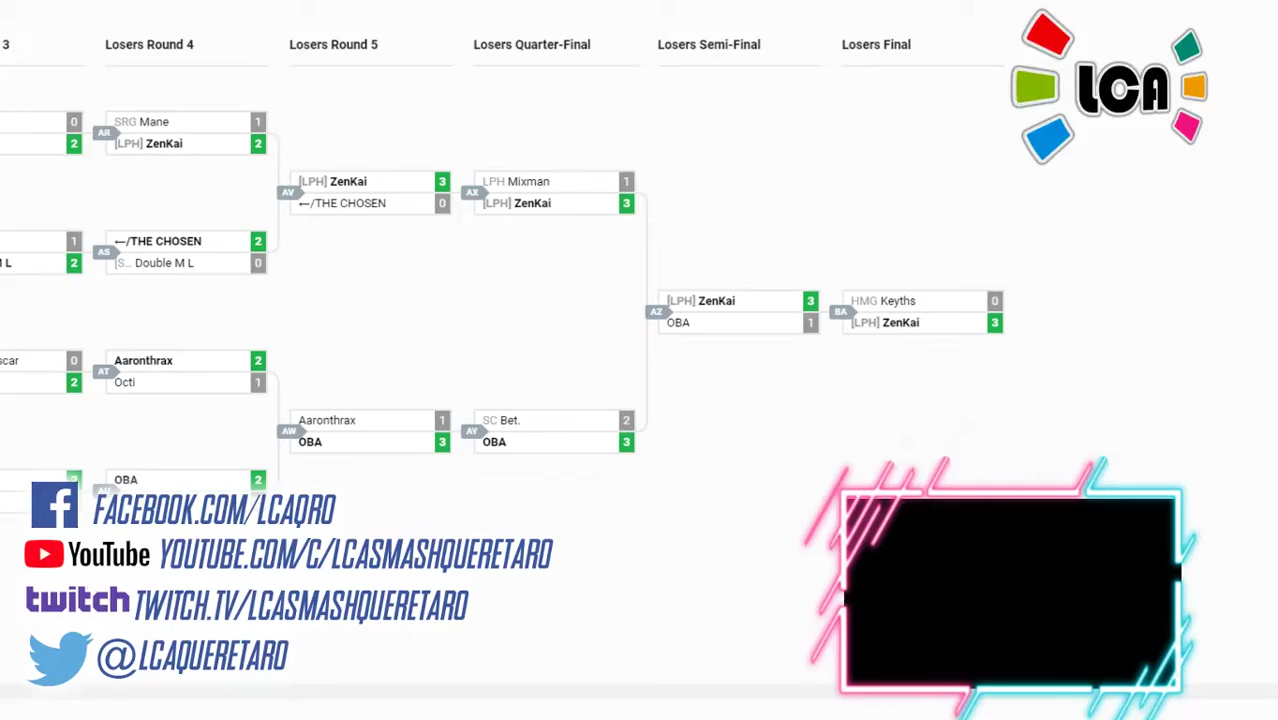 3
Losers Round 4
Losers Round 5
Losers Quarter-Final
Losers Semi-Final
Losers Final
LCA
0
2
AR
SRG Mane 1
[LPH] ZenKai 2
AV
[LPH] ZenKai 3
←/THE CHOSEN 0
AX
LPH Mixman 1
[LPH] ZenKai 3
1
M L 2
AS
←/THE CHOSEN 2
[S... Double M L 0
AZ
[LPH] ZenKai 3
OBA 1
BA
HMG Keyths 0
[LPH] ZenKai 3
scar 0
2
AT
Aaronthrax 2
Octi 1
AW
Aaronthrax 1
OBA 3
AY
SC Bet. 2
OBA 3
OBA 2
FACEBOOK.COM/LCAQRO
YouTube YOUTUBE.COM/C/LCASMASHQUERETARO
twitch TWITCH.TV/LCASMASHQUERETARO
@LCAQUERETARO